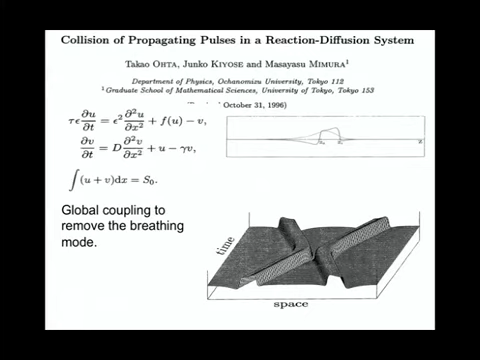 Collision of Propagating Pulses in a Reaction-Diffusion System
Takao OHTA, Junko KIYOSE and Masayasu MIMURA¹
Department of Physics, Ochanomizu University, Tokyo 112
¹Graduate School of Mathematical Sciences, University of Tokyo, Tokyo 153
October 31, 1996)
τϵ ∂u/∂t = ϵ² ∂²u/∂x² + f(u) − v,
∂v/∂t = D ∂²v/∂x² + u − γv,
∫(u + v)dx = S₀.
Global coupling to
remove the breathing
mode.
time
space